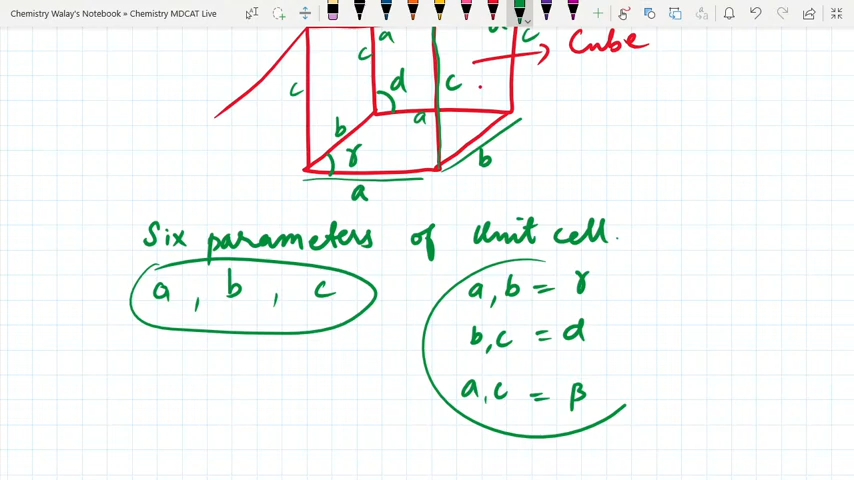 Chemistry Walay's Notebook » Chemistry MDCAT Live
a
c
c
Cube
c
d
c
a
b
γ
b
a
Six parameters of Unit cell.
a , b , c
a, b = γ
b, c = d
a, c = β